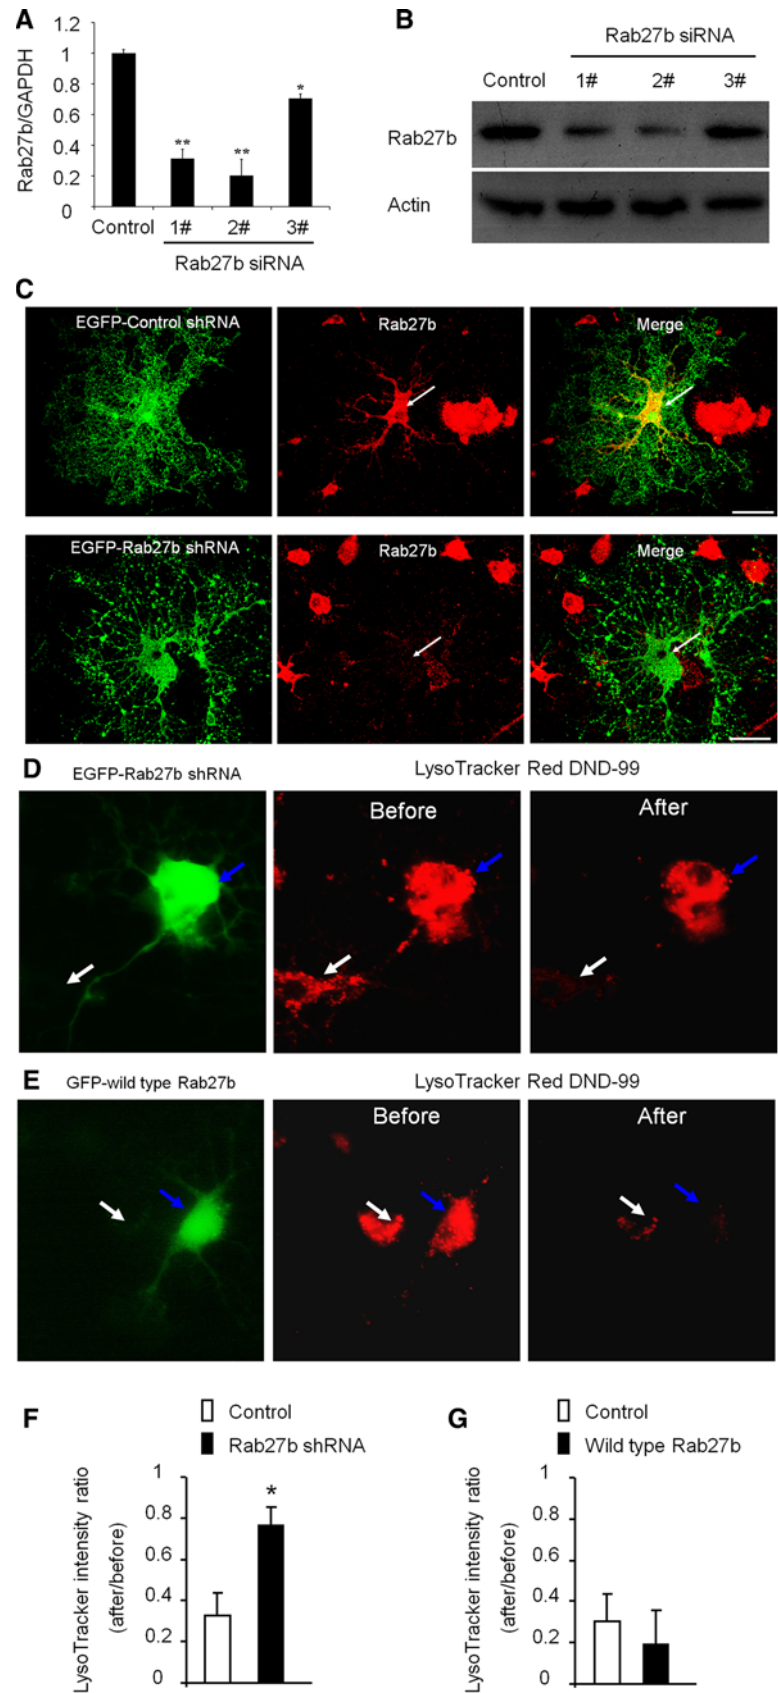 A
Rab27b/GAPDH
1.2
1
0.8
0.6
0.4
0.2
0
**
**
*
Control 1# 2# 3#
Rab27b siRNA
B
Rab27b siRNA
Control 1# 2# 3#
Rab27b
Actin
C
EGFP-Control shRNA Rab27b Merge
EGFP-Rab27b shRNA Rab27b Merge
D
EGFP-Rab27b shRNA LysoTracker Red DND-99
Before After
E
GFP-wild type Rab27b LysoTracker Red DND-99
Before After
F
Control
Rab27b shRNA
LysoTracker intensity ratio
(after/before)
1
0.8
0.6
0.4
0.2
0
*
G
Control
Wild type Rab27b
LysoTracker intensity ratio
(after/before)
1
0.8
0.6
0.4
0.2
0